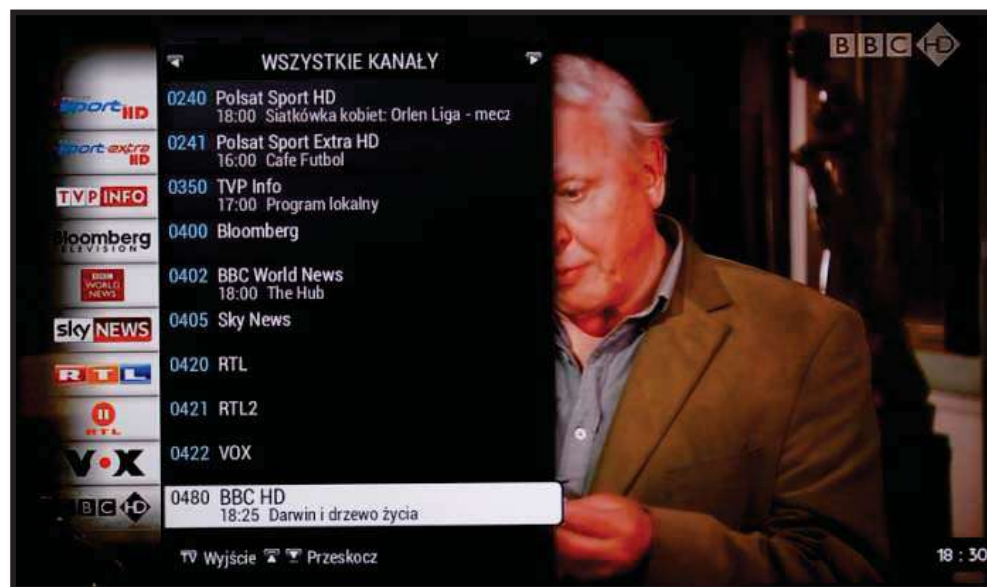 BBC HD
WSZYSTKIE KANAŁY
sport HD
0240 Polsat Sport HD
18:00 Siatkówka kobiet: Orlen Liga - mecz
sport extra HD
0241 Polsat Sport Extra HD
16:00 Cafe Futbol
TVP INFO
0350 TVP Info
17:00 Program lokalny
Bloomberg
TELEVISION
0400 Bloomberg
BBC
WORLD
NEWS
0402 BBC World News
18:00 The Hub
sky NEWS
0405 Sky News
RTL
0420 RTL
II
RTL
0421 RTL2
VOX
0422 VOX
BBC HD
0480 BBC HD
18:25 Darwin i drzewo życia
TV Wyjście Przeskocz
18 : 30